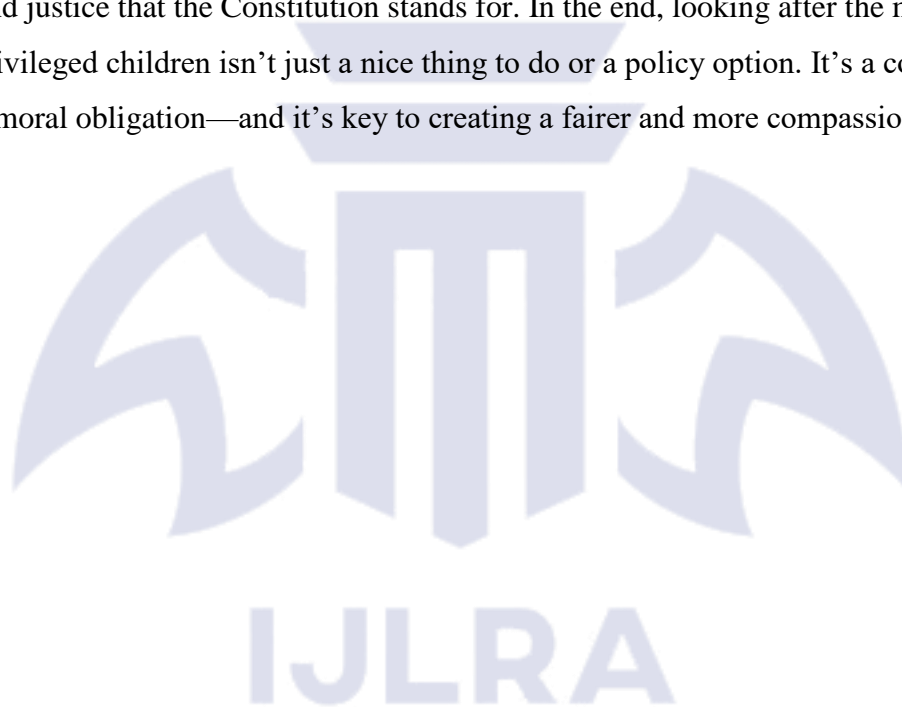 d justice that the Constitution stands for. In the end, looking after the
ivileged children isn’t just a nice thing to do or a policy option. It’s a
moral obligation—and it’s key to creating a fairer and more
IJLRA